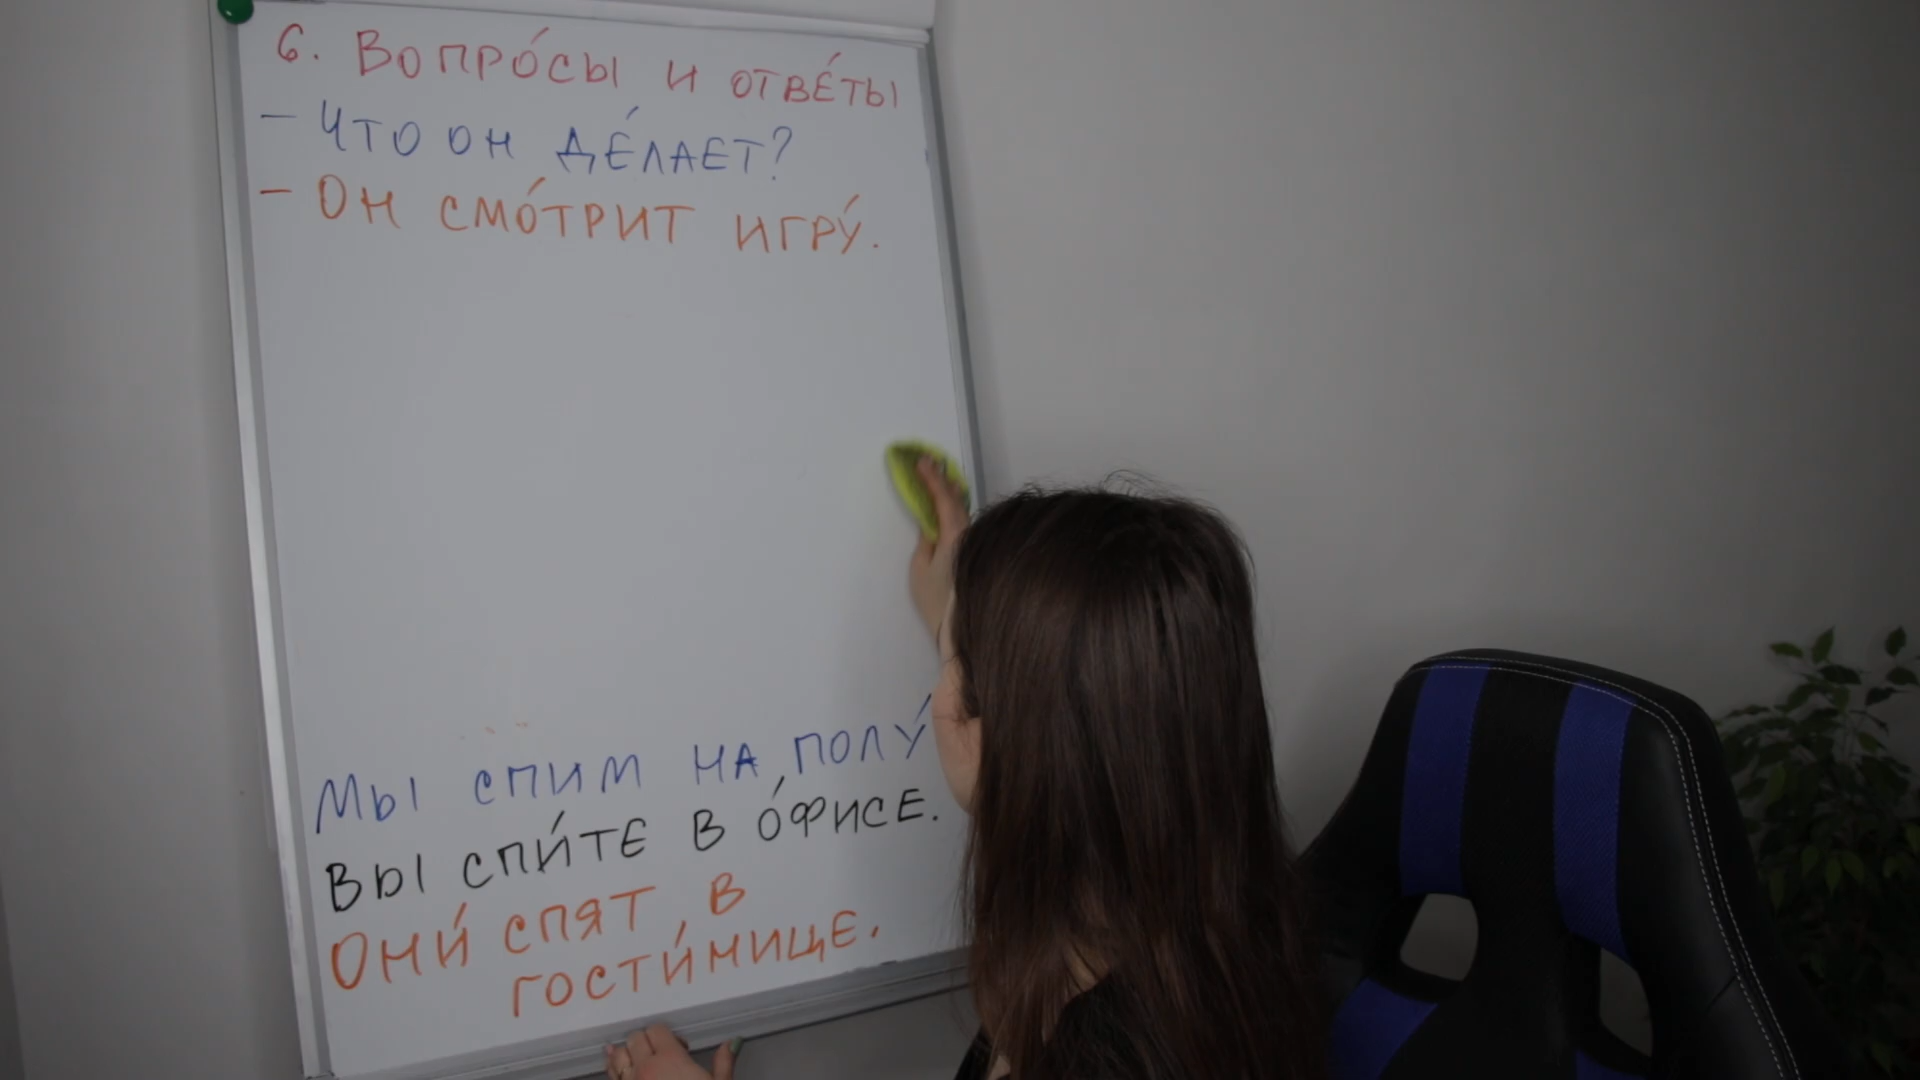 6. Вопро́сы и отве́ты
– Что он де́лает?
– Он смо́трит игру́.
Мы спим на полу́
Вы спи́те в о́фисе.
Они́ спят в
гости́нице.